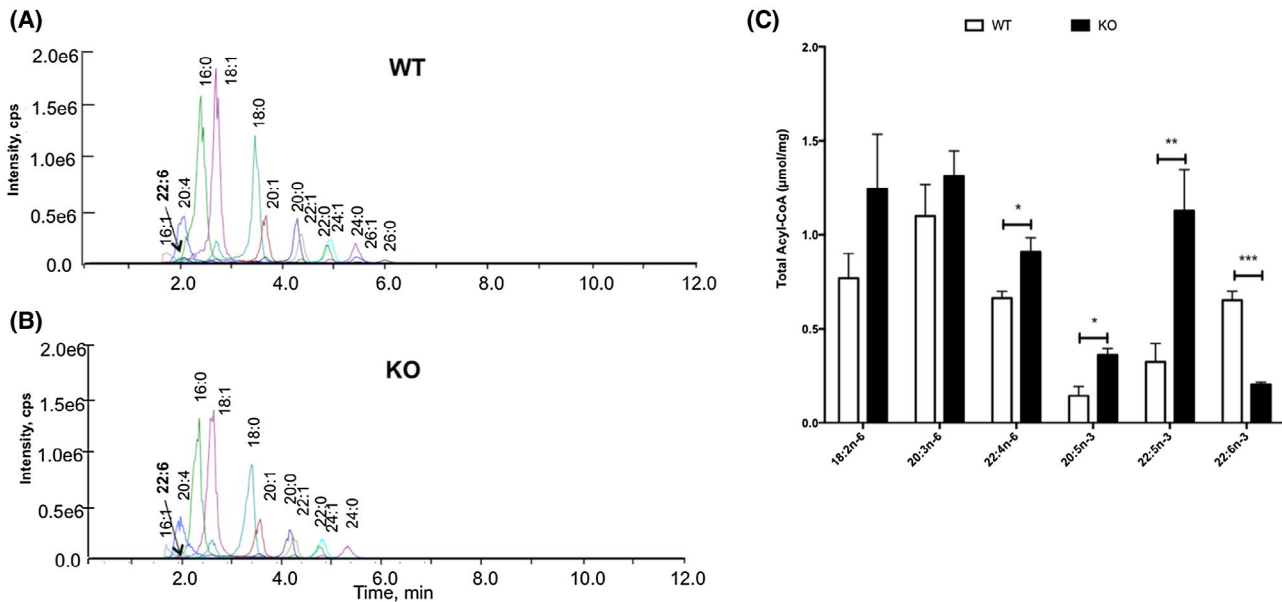 (A)
WT
Intensity, cps
2.0e6
1.5e6
1.0e6
0.5e6
0.0
16:1
22:6
20:4
16:0
18:1
18:0
20:1
20:0
22:1
22:0
24:1
24:0
26:1
26:0
2.0 4.0 6.0 8.0 10.0 12.0
(B)
KO
Intensity, cps
2.0e6
1.5e6
1.0e6
0.5e6
0.0
16:1
22:6
20:4
16:0
18:1
18:0
20:1
20:0
22:1
22:0
24:1
24:0
2.0 4.0 6.0 8.0 10.0 12.0
Time, min
(C)
WT KO
Total Acyl-CoA (µmol/mg)
2.0
1.5
1.0
0.5
0.0
*
*
**
***
18:2n-6
20:3n-6
22:4n-6
20:5n-3
22:5n-3
22:6n-3